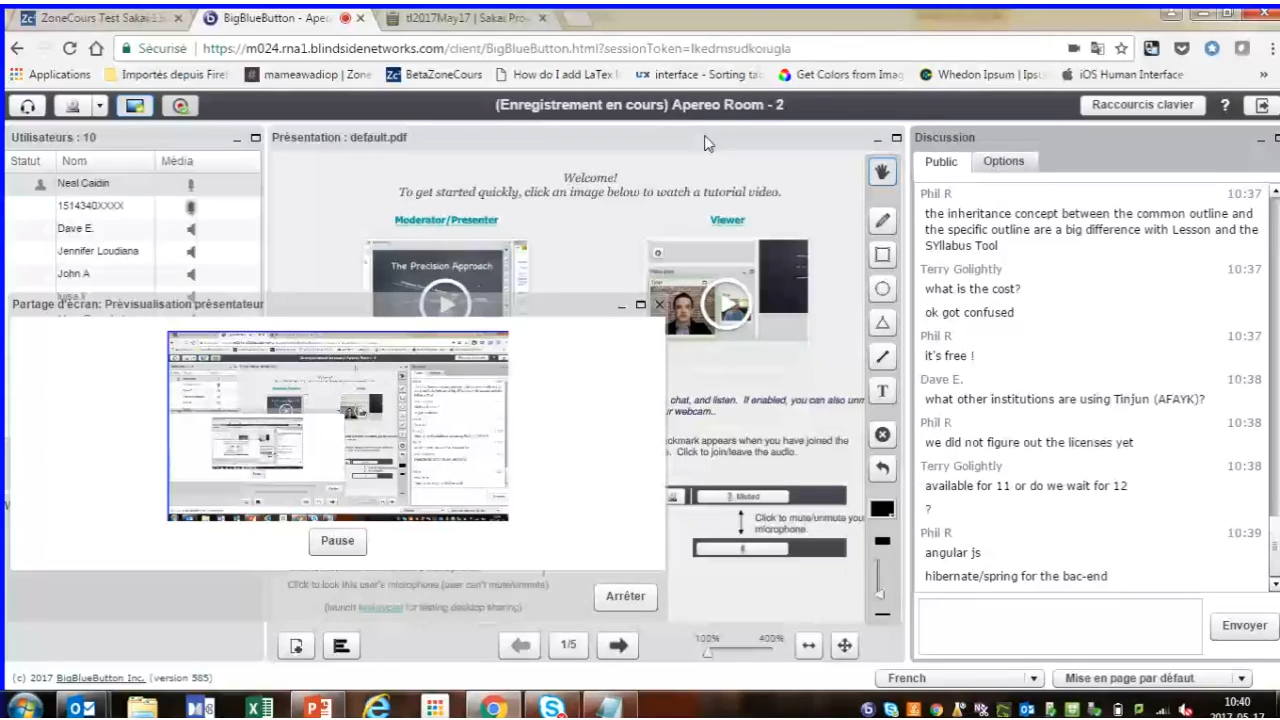 ZoneCours Test Sakai 1
BigBlueButton - Aper
tl2017May17 | Sakai Pro
Sécurisé
https://m024.rna1.blindsidenetworks.com/client/BigBlueButton.html?sessionToken=
Applications
Importés depuis Firef
mameawadiop | Zone
BetaZoneCours
How do I add LaTex
interface - Sorting ta
Get Colors from Imag
Whedon Ipsum | Ips
iOS Human Interface
(Enregistrement en cours) Apereo Room - 2
Raccourcis clavier
?
Utilisateurs : 10
Statut Nom Média
Neal Caidin
1514340XXXX
Dave E.
Jennifer Loudiana
John A
Présentation : default.pdf
Welcome!
To get started quickly, click an image below to watch a tutorial video.
Moderator/Presenter
Viewer
The Precision Approach
Partage d'écran: Prévisualisation présentateur
Pause
chat, and listen. If enabled, you can also
your webcam..
appears when you have joined the
Click to join/leave the audio.
Muted
Click to mute/unmute you
microphone.
Click to lock this user's microphone (user can't mute/unmute)
(launch for testing desktop sharing)
Arrêter
T
1/5
100% 400%
Discussion
Public
Options
Phil R 10:37
the inheritance concept between the common outline and
the specific outline are a big difference with Lesson and the
SYllabus Tool
Terry Golightly 10:37
what is the cost?
ok got confused
Phil R 10:37
it's free !
Dave E. 10:38
what other institutions are using Tinjun (AFAYK)?
Phil R 10:38
we did not figure out the licenses yet
Terry Golightly 10:38
available for 11 or do we wait for 12
?
Phil R 10:39
angular js
hibernate/spring for the bac-end
Envoyer
(c) 2017 BigBlueButton Inc. (version 585)
French
Mise en page par défaut
10:40
2017-05-17